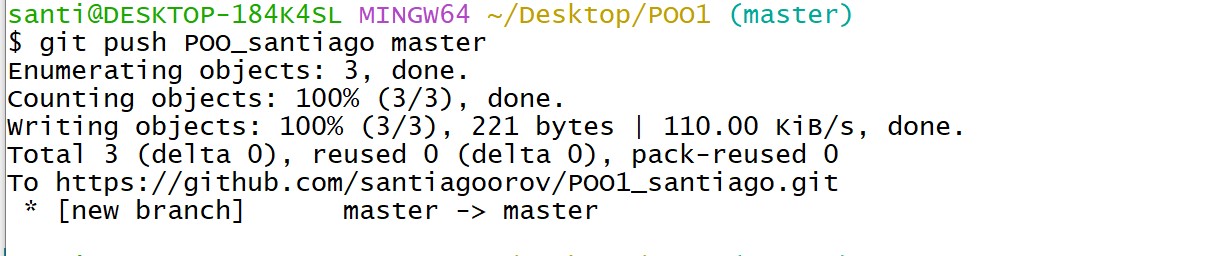 santi@DESKTOP-184K4SL MINGW64 ~/Desktop/POO1 (master)
$ git push POO_santiago master
Enumerating objects: 3, done.
Counting objects: 100% (3/3), done.
Writing objects: 100% (3/3), 221 bytes | 110.00 KiB/s, done.
Total 3 (delta 0), reused 0 (delta 0), pack-reused 0
To https://github.com/santiagoorov/POO1_santiago.git
 * [new branch]      master -> master